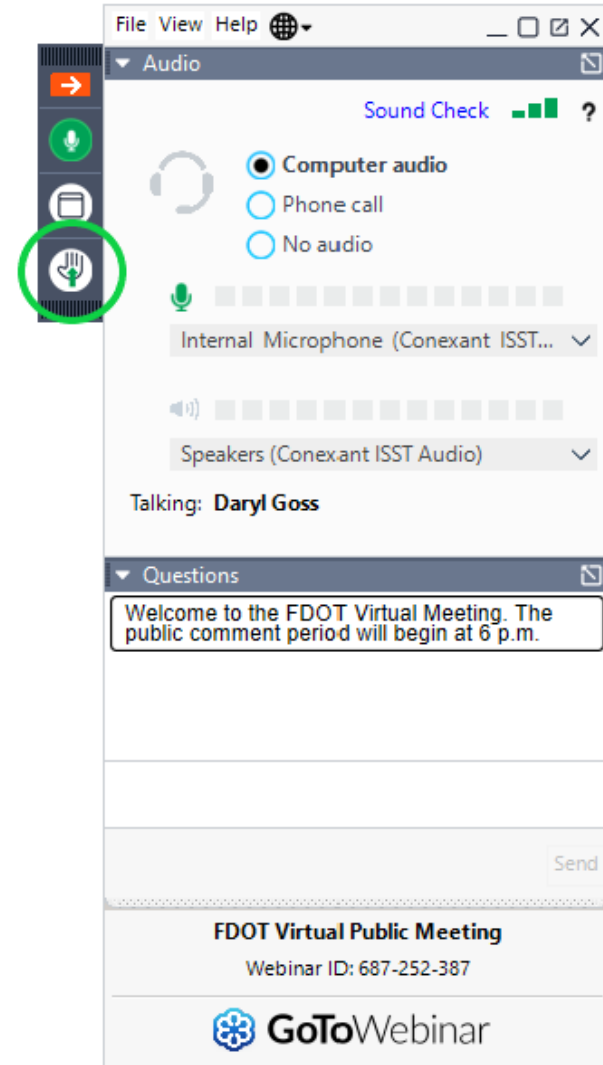 File View Help
Audio
Sound Check ?
Computer audio
Phone call
No audio
Internal Microphone (Conexant ISST...
Speakers (Conexant ISST Audio)
Talking: Daryl Goss
Questions
Welcome to the FDOT Virtual Meeting. The
public comment period will begin at 6 p.m.
Send
FDOT Virtual Public Meeting
Webinar ID: 687-252-387
GoToWebinar